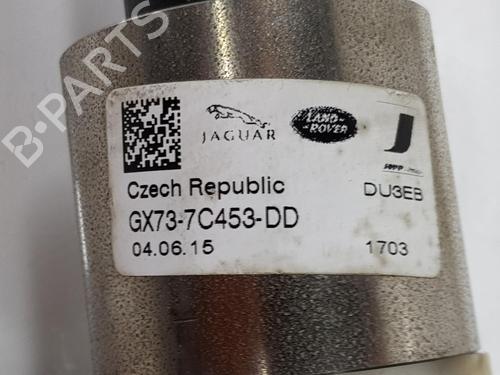 B-PARTS
JAGUAR
LAND-
-ROVER
Czech Republic DU3EB
GX73-7C453-DD
04.06.15 1703